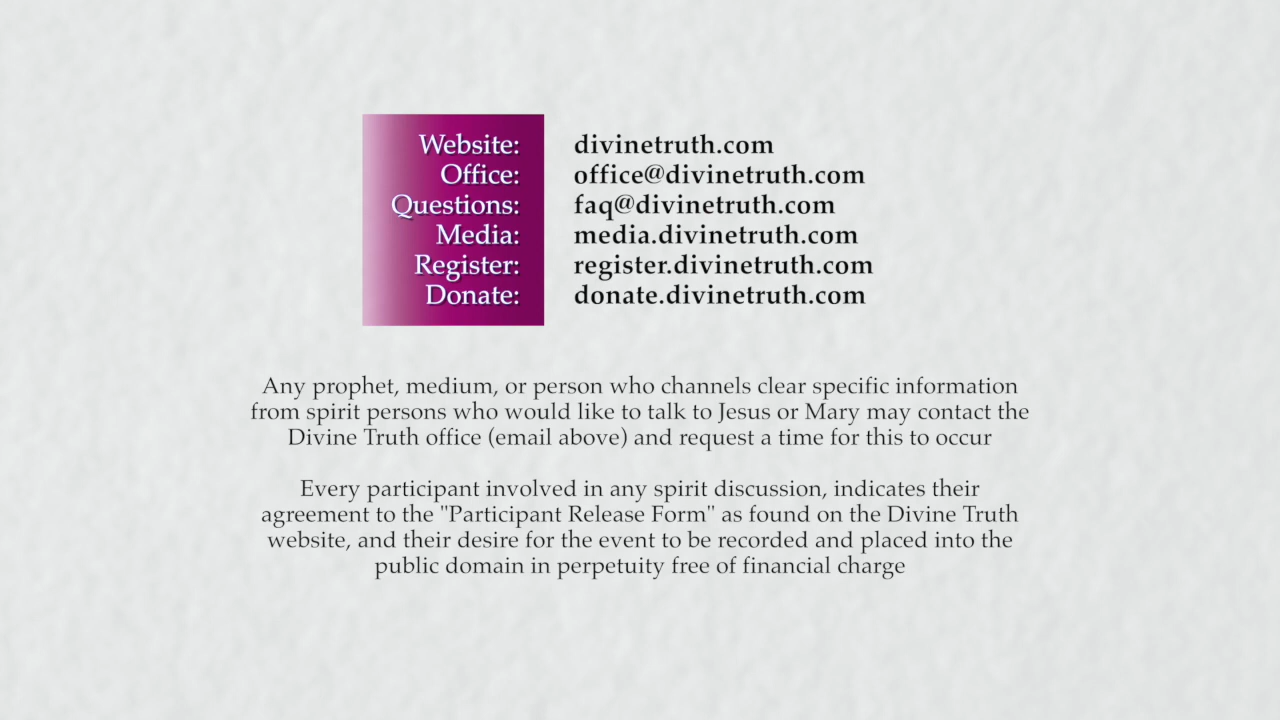 Website: divinetruth.com
Office: office@divinetruth.com
Questions: faq@divinetruth.com
Media: media.divinetruth.com
Register: register.divinetruth.com
Donate: donate.divinetruth.com
Any prophet, medium, or person who channels clear specific information
from spirit persons who would like to talk to Jesus or Mary may contact the
Divine Truth office (email above) and request a time for this to occur
Every participant involved in any spirit discussion, indicates their
agreement to the "Participant Release Form" as found on the Divine Truth
website, and their desire for the event to be recorded and placed into the
public domain in perpetuity free of financial charge